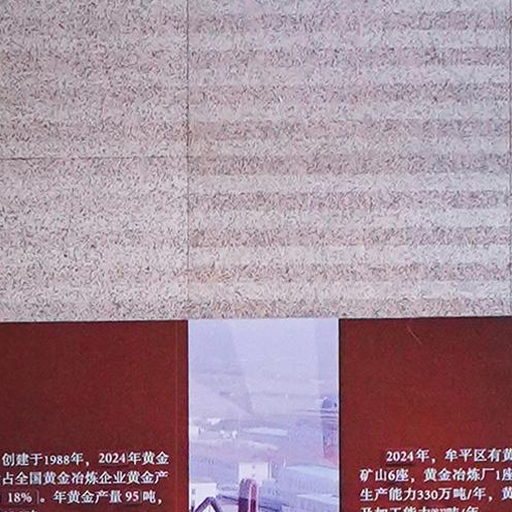 创建于1988年，2024年黄金
占全国黄金冶炼企业黄金产
18%]。年黄金产量95吨，
2024年，牟平区有黄
矿山6座，黄金冶炼厂1座
生产能力330万吨/年，黄